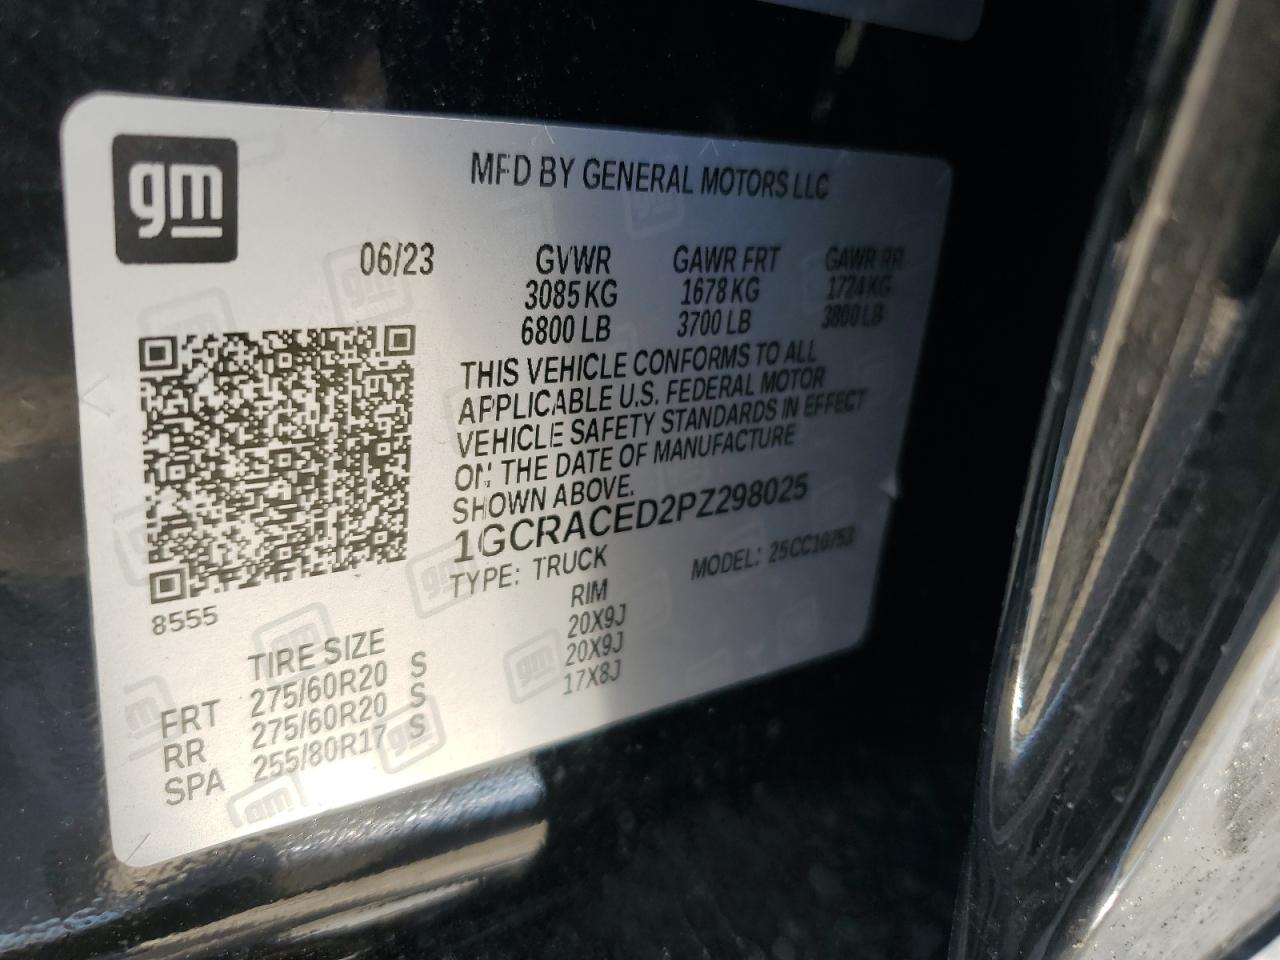 gm
MFD BY GENERAL MOTORS LLC
06/23 GVWR GAWR FRT GAWR RR
3085 KG 1678 KG 1724 KG
6800 LB 3700 LB 3800 LB
THIS VEHICLE CONFORMS TO ALL
APPLICABLE U.S. FEDERAL MOTOR
VEHICLE SAFETY STANDARDS IN EFFECT
ON THE DATE OF MANUFACTURE
SHOWN ABOVE.
1GCRACED2PZ298025
TYPE: TRUCK MODEL: 25CC10753
8555
TIRE SIZE RIM
FRT 275/60R20 S 20X9J
RR 275/60R20 S 20X9J
SPA 255/80R17 S 17X8J